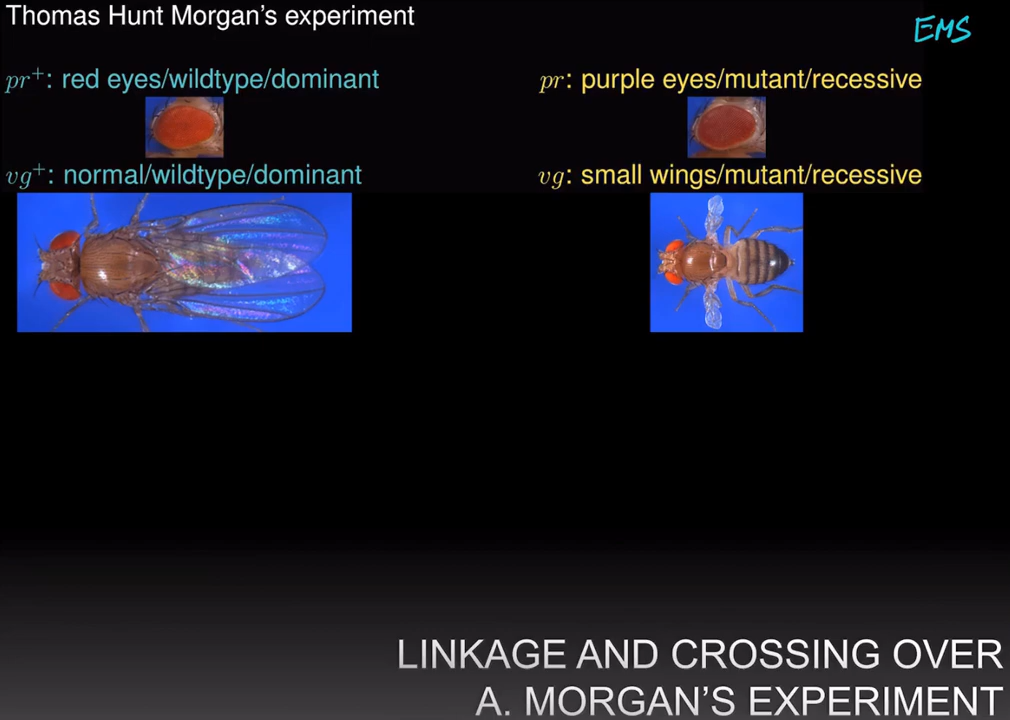 Thomas Hunt Morgan's experiment
EMS
pr⁺: red eyes/wildtype/dominant
pr: purple eyes/mutant/recessive
vg⁺: normal/wildtype/dominant
vg: small wings/mutant/recessive
LINKAGE AND CROSSING OVER
A. MORGAN'S EXPERIMENT